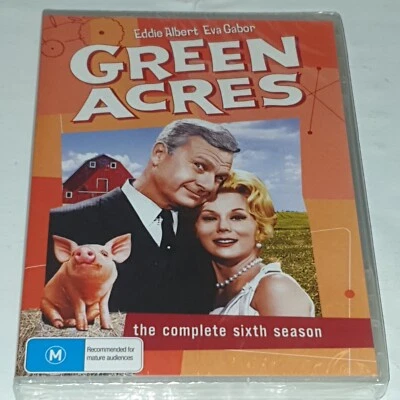 Eddie Albert Eva Gabor
GREEN
ACRES
the complete sixth season
M
Recommended for
mature audiences